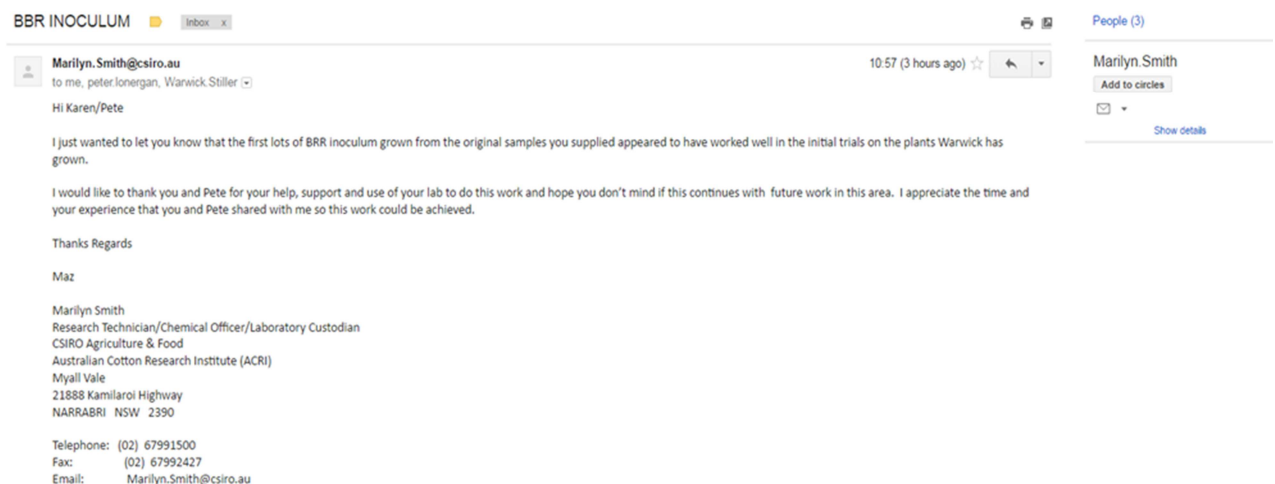 BBR INOCULUM
Inbox x
People (3)
Marilyn.Smith@csiro.au
10:57 (3 hours ago)
to me, peter.lonergan, Warwick.Stiller
Marilyn.Smith
Add to circles
Show details
Hi Karen/Pete
I just wanted to let you know that the first lots of BRR inoculum grown from the original samples you supplied appeared to have worked well in the initial trials on the plants Warwick has
grown.
I would like to thank you and Pete for your help, support and use of your lab to do this work and hope you don't mind if this continues with future work in this area. I appreciate the time and
your experience that you and Pete shared with me so this work could be achieved.
Thanks Regards
Maz
Marilyn Smith
Research Technician/Chemical Officer/Laboratory Custodian
CSIRO Agriculture & Food
Australian Cotton Research Institute (ACRI)
Myall Vale
21888 Kamilaroi Highway
NARRABRI NSW 2390
Telephone: (02) 67991500
Fax: (02) 67992427
Email: Marilyn.Smith@csiro.au